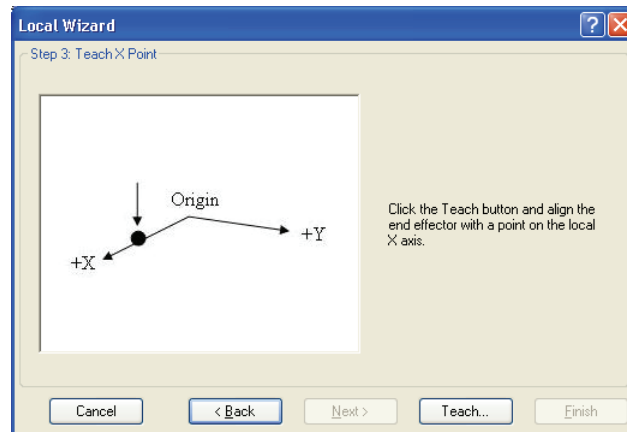 Local Wizard
Step 3: Teach X Point
Origin
+Y
+X
Click the Teach button and align the
end effector with a point on the local
X axis.
Cancel
< Back
Next >
Teach...
Finish